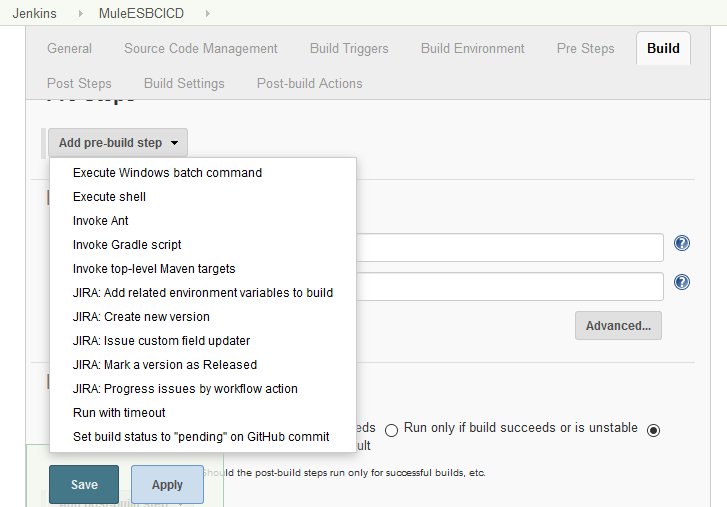 Jenkins MuleESBCICD
General Source Code Management Build Triggers Build Environment Pre Steps Build
Post Steps Build Settings Post-build Actions
Add pre-build step
Execute Windows batch command
Execute shell
Invoke Ant
Invoke Gradle script
Invoke top-level Maven targets
JIRA: Add related environment variables to build
JIRA: Create new version
Advanced...
JIRA: Issue custom field updater
JIRA: Mark a version as Released
JIRA: Progress issues by workflow action
Run with timeout
eds Run only if build succeeds or is unstable
Set build status to "pending" on GitHub commit
ult
Should the post-build steps run only for successful builds, etc.
Save Apply